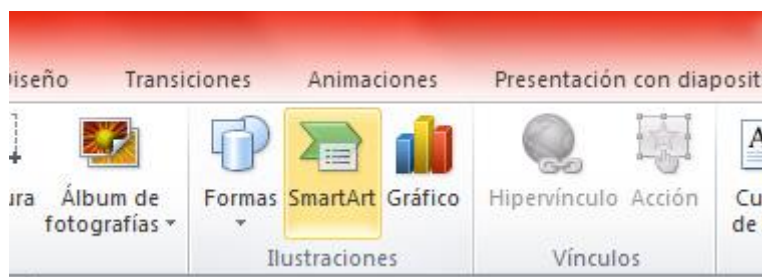 iseño Transiciones Animaciones Presentación con diaposit
ura Álbum de fotografías Formas SmartArt Gráfico Hipervínculo Acción Cu
de
Ilustraciones Vínculos